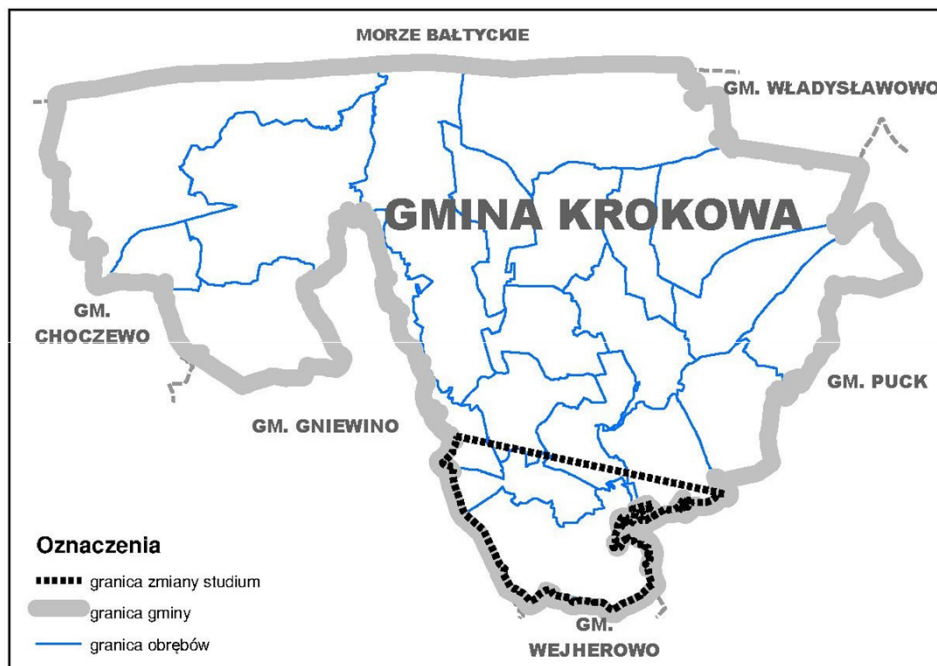 MORZE BAŁTYCKIE
GM. WŁADYSŁAWOWO
GMINA KROKOWA
GM.
CHOCZEWO
GM. PUCK
GM. GNIEWINO
Oznaczenia
granica zmiany studium
granica gminy
granica obrębów
GM.
WEJHEROWO